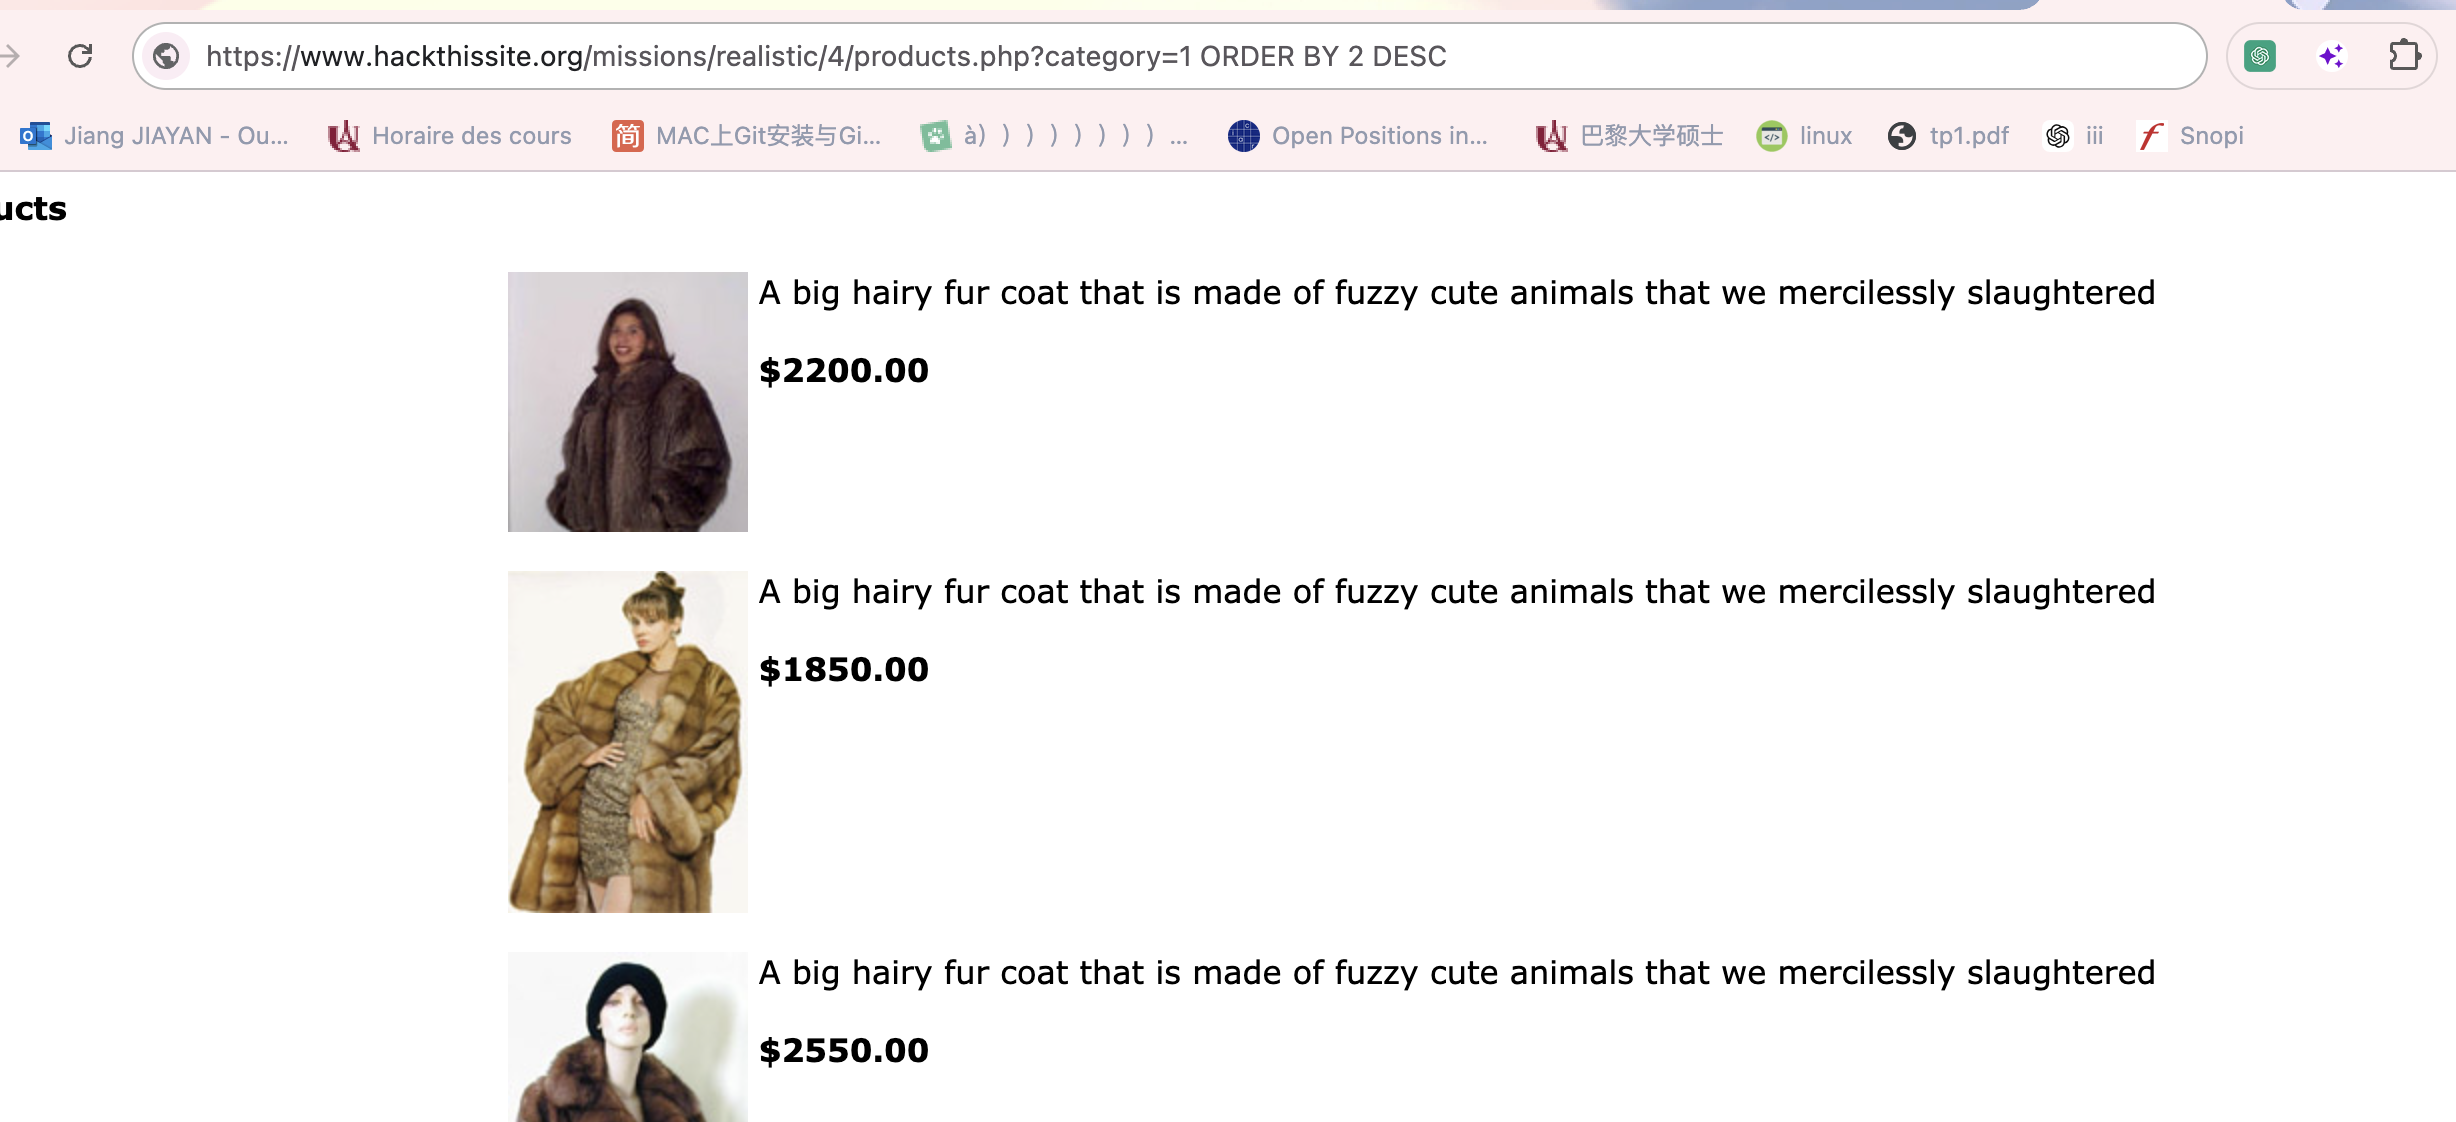 https://www.hackthissite.org/missions/realistic/4/products.php?category=1 ORDER BY 2 DESC
Jiang JIAYAN - Ou... Horaire des cours 简 MAC上Git安装与Gi... à) ) ) ) ) ) ) ) ... Open Positions in... 巴黎大学硕士 linux tp1.pdf iii Snopi
ucts
A big hairy fur coat that is made of fuzzy cute animals that we mercilessly slaughtered
$2200.00
A big hairy fur coat that is made of fuzzy cute animals that we mercilessly slaughtered
$1850.00
A big hairy fur coat that is made of fuzzy cute animals that we mercilessly slaughtered
$2550.00